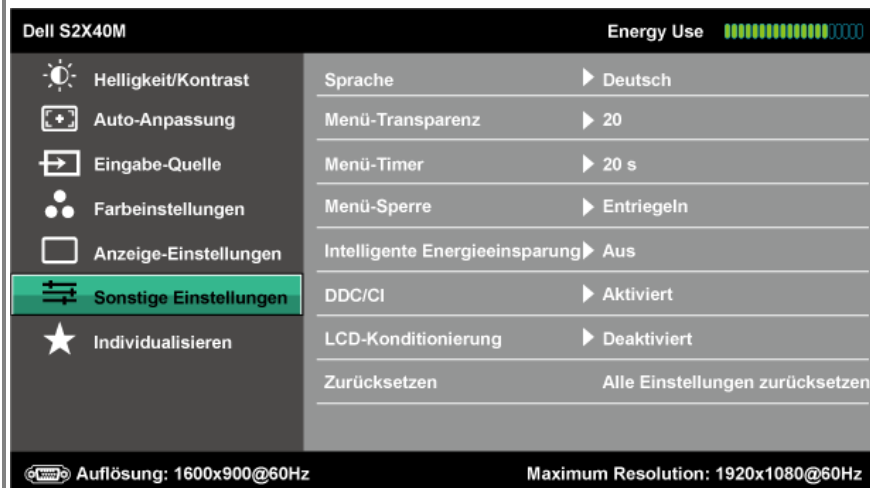 Dell S2X40M
Energy Use
Helligkeit/Kontrast
Auto-Anpassung
Eingabe-Quelle
Farbeinstellungen
Anzeige-Einstellungen
Sonstige Einstellungen
Individualisieren
Sprache Deutsch
Menü-Transparenz 20
Menü-Timer 20 s
Menü-Sperre Entriegeln
Intelligente Energieeinsparung Aus
DDC/CI Aktiviert
LCD-Konditionierung Deaktiviert
Zurücksetzen Alle Einstellungen zurücksetzen
Auflösung: 1600x900@60Hz
Maximum Resolution: 1920x1080@60Hz